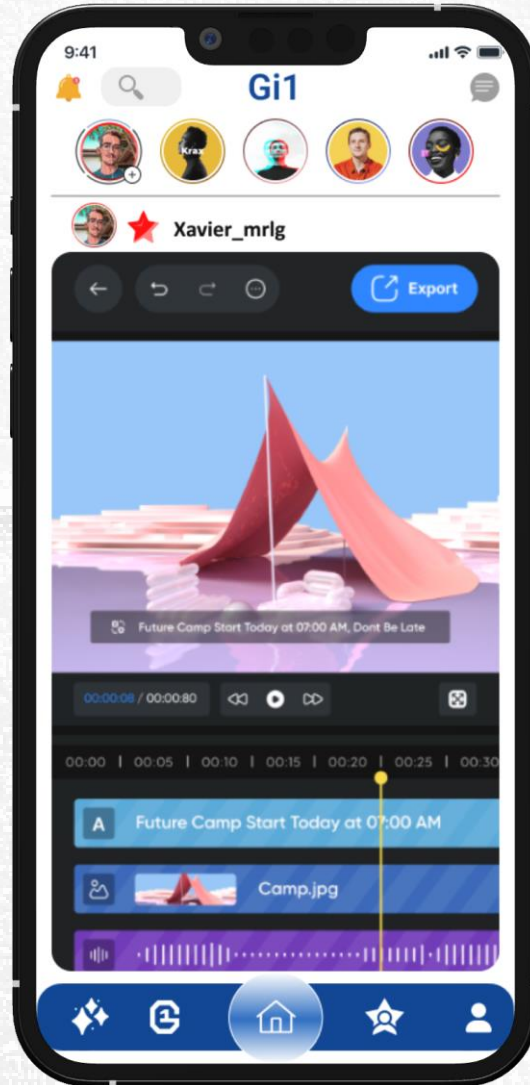 9:41
Gi1
Krax
Xavier_mrlg
Export
Future Camp Start Today at 07:00 AM, Dont Be Late
00:00:08 / 00:00:80
00:00 | 00:05 | 00:10 | 00:15 | 00:20 | 00:25 | 00:30
A Future Camp Start Today at 07:00 AM
Camp.jpg